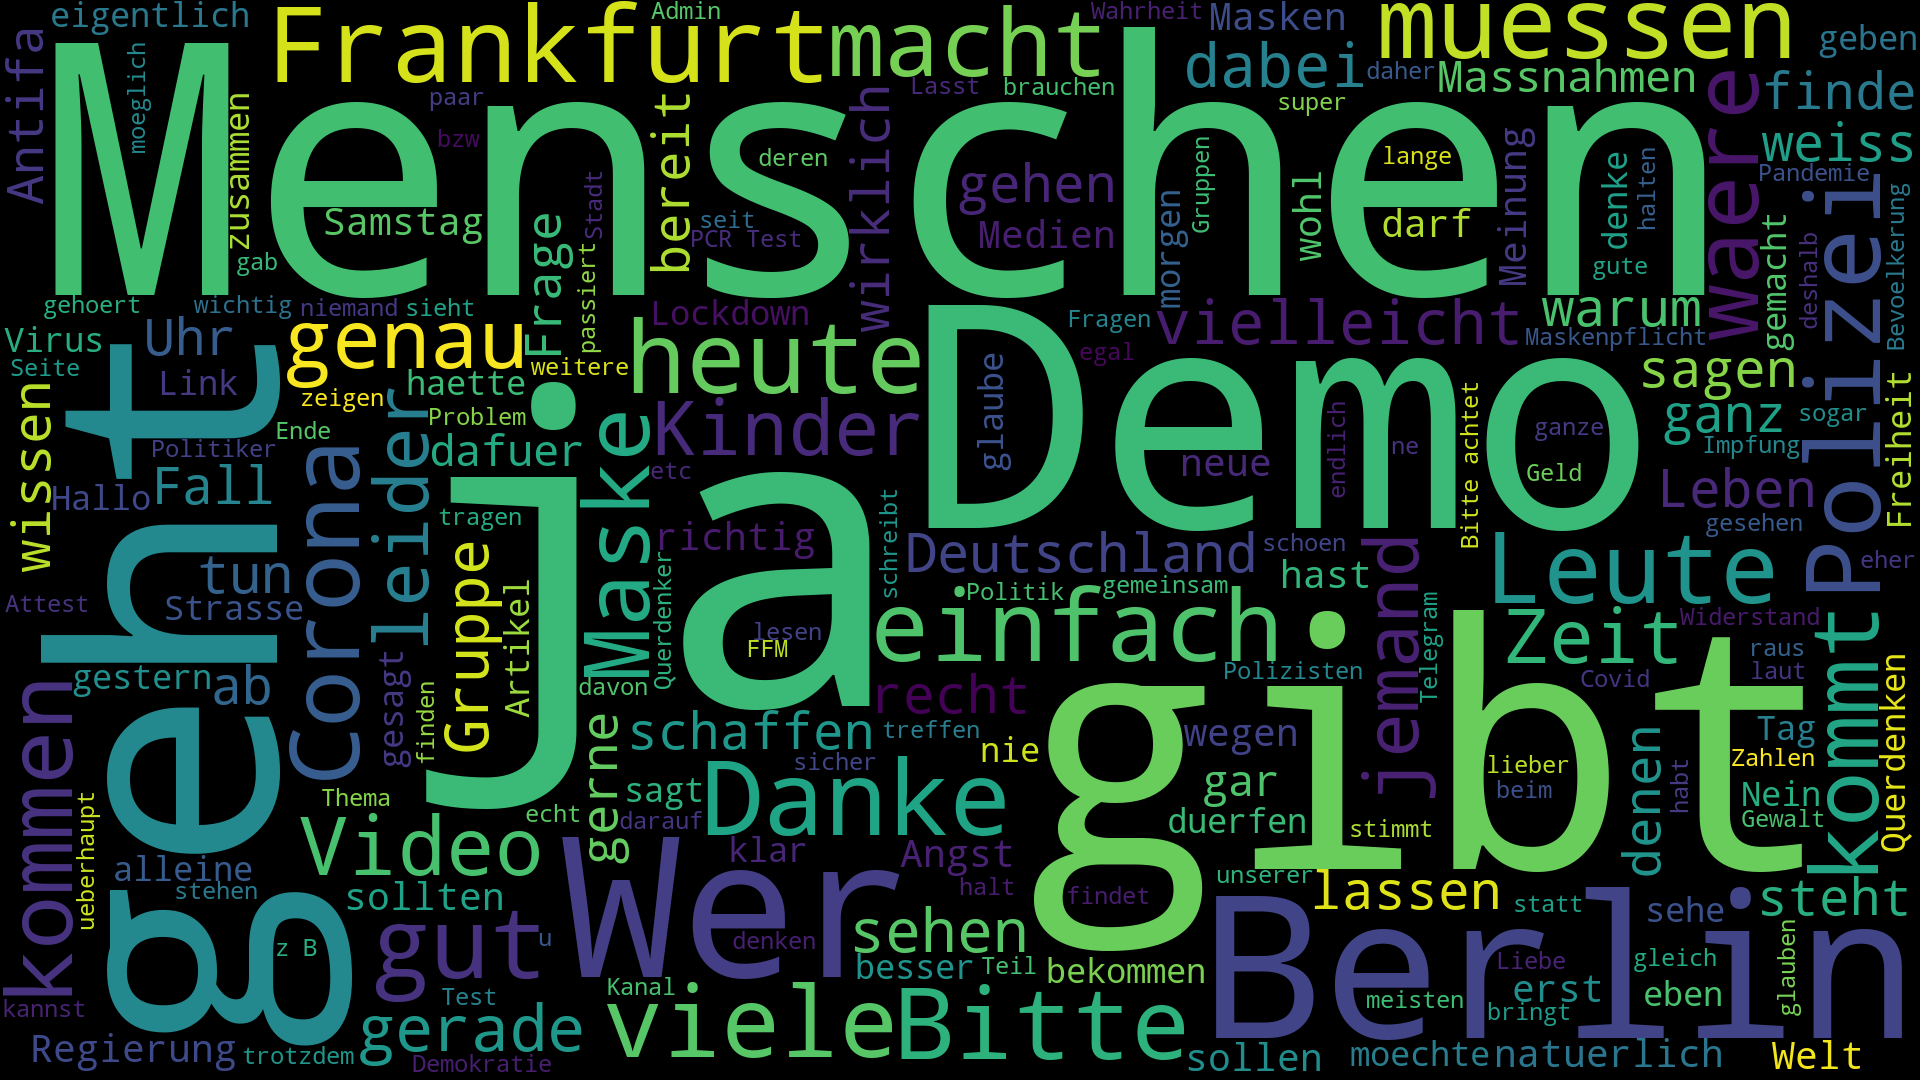 eigentlich
Admin
Wahrheit
Masken
muessen
geben
Antifa
moeglich
Frankfurt
macht
dabei
daher
Massnahmen
waere
finde
Menschen
paar
bzw
bereit
Lasst
brauchen
super
weiss
zusammen
Samstag
Frage
Stadt
seit
PCR Test
deren
wirklich
gehen
Medien
morgen
Gruppen
wohl
lange
darf
Meinung
denke
halten
gute
Pandemie
gemacht
deshalb
Polizei
Bevoelkerung
gab
gehoert
wichtig
niemand
sieht
passiert
Lockdown
Fragen
vielleicht
warum
Maskenpflicht
Virus
Seite
Uhr
Link
genau
weitere
heute
egal
Demo
sagen
wissen
geht
zeigen
haette
leider
Problem
Ende
dafuer
Maske
Kinder
glaube
neue
endlich
ne
Bitte achtet
ganze
Geld
ganz
sogar
Impfung
Freiheit
Politiker
Hallo
Fall
Corona
ja
etc
tragen
richtig
schreibt
Deutschland
schoen
jemand
Leben
gesehen
Leute
eher
Attest
tun
Strasse
Gruppe
Artikel
Querdenker
lesen
FFM
Politik
gemeinsam
einfach
hast
Telegram
Zeit
Widerstand
kommt
raus
laut
gestern
ab
gesagt
finden
davon
recht
Polizisten
gibt
Covid
Querdenken
kommen
schaffen
treffen
nie
wegen
lieber
beim
denen
Tag
Zahlen
habt
Nein
Gewalt
Thema
echt
gerne
sagt
darauf
sicher
Danke
gar
duerfen
stimmt
ueberhaupt
Video
alleine
stehen
sollten
Wer
klar
Angst
halt
findet
unserer
lassen
statt
sehe
steht
z B
gut
u
denken
sehen
besser
Teil
bekommen
Berlin
Liebe
gleich
glauben
kannst
Test
Kanal
meisten
erst
bringt
eben
Regierung
trotzdem
gerade
Demokratie
viele
Bitte
sollen
moechte
natuerlich
Welt